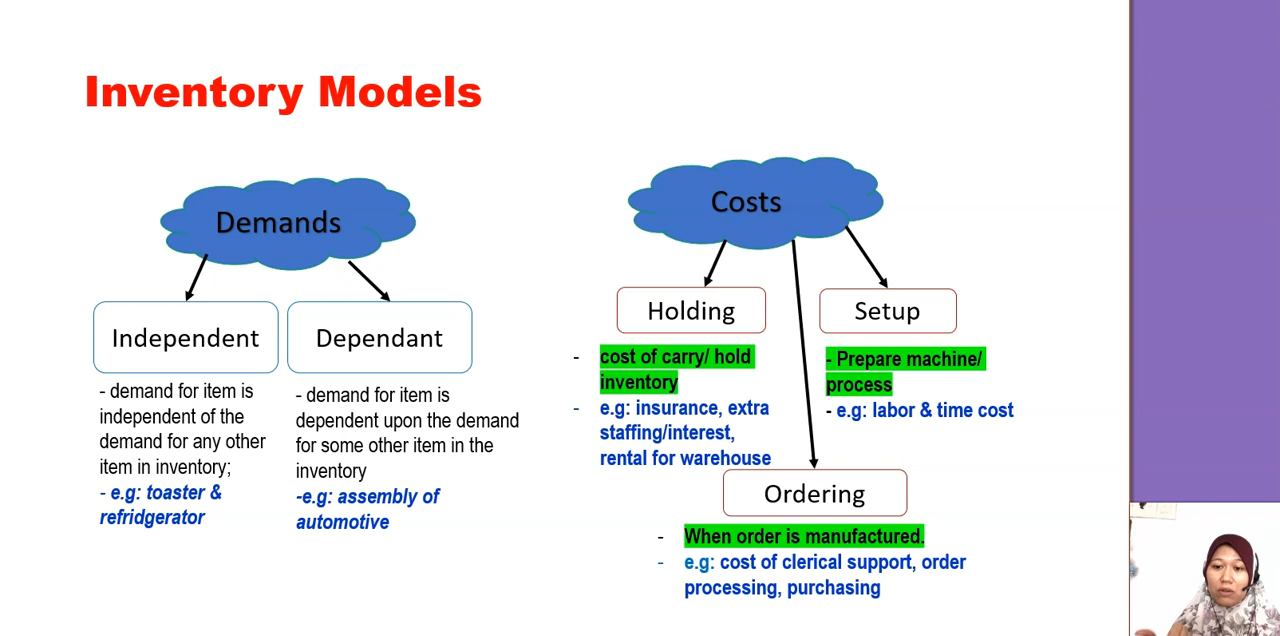 Inventory Models
Demands
Independent
- demand for item is
independent of the
demand for any other
item in inventory;
- e.g: toaster &
refridgerator
Dependant
- demand for item is
dependent upon the demand
for some other item in the
inventory
-e.g: assembly of
automotive
Costs
Holding
- cost of carry/ hold
inventory
- e.g: insurance, extra
staffing/interest,
rental for warehouse
Setup
- Prepare machine/
process
- e.g: labor & time cost
Ordering
- When order is manufactured.
- e.g: cost of clerical support, order
processing, purchasing